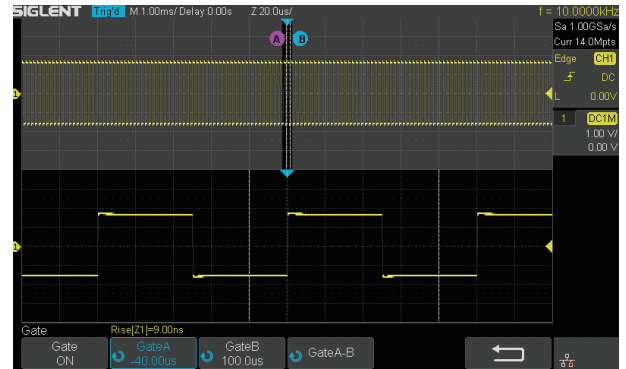 SIGLENT Trig'd M 1.00ms/ Delay:0.00s Z 20.0us/ f = 10.0000kHz
Sa 1.00GSa/s
Curr 14.0Mpts
A B
Edge CH1
DC
L 0.00V
1
1 DC1M
1.00 V/
0.00 V
1
Gate Rise[Z1]=9.00ns
Gate GateA GateB GateA-B
ON -40.00us 100.0us